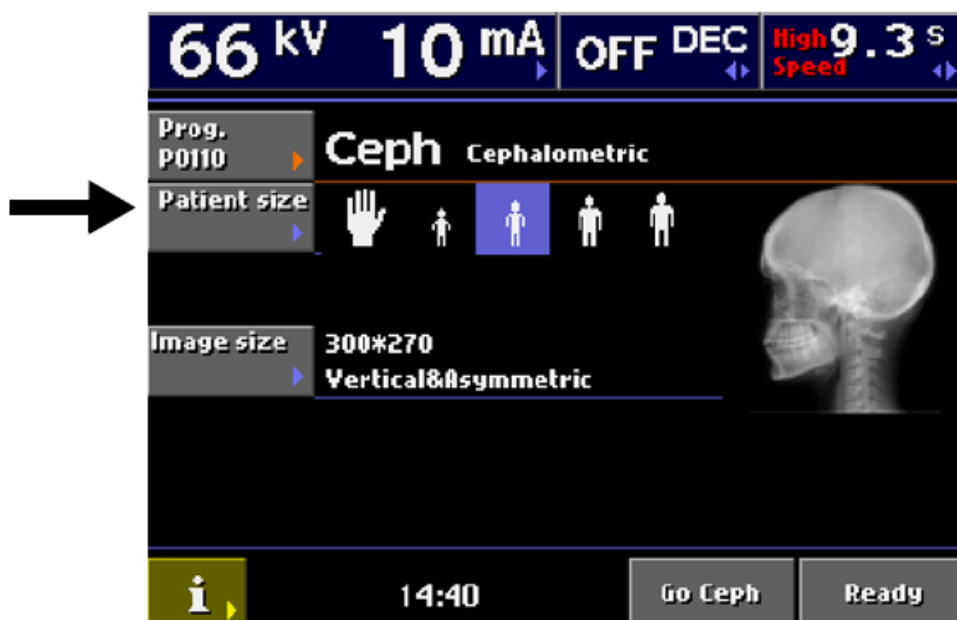 66 kV 10 mA OFF DEC High Speed 9.3 s
Prog.
P0110
Ceph Cephalometric
Patient size
Image size
300*270
Vertical&Asymmetric
i 14:40 Go Ceph Ready